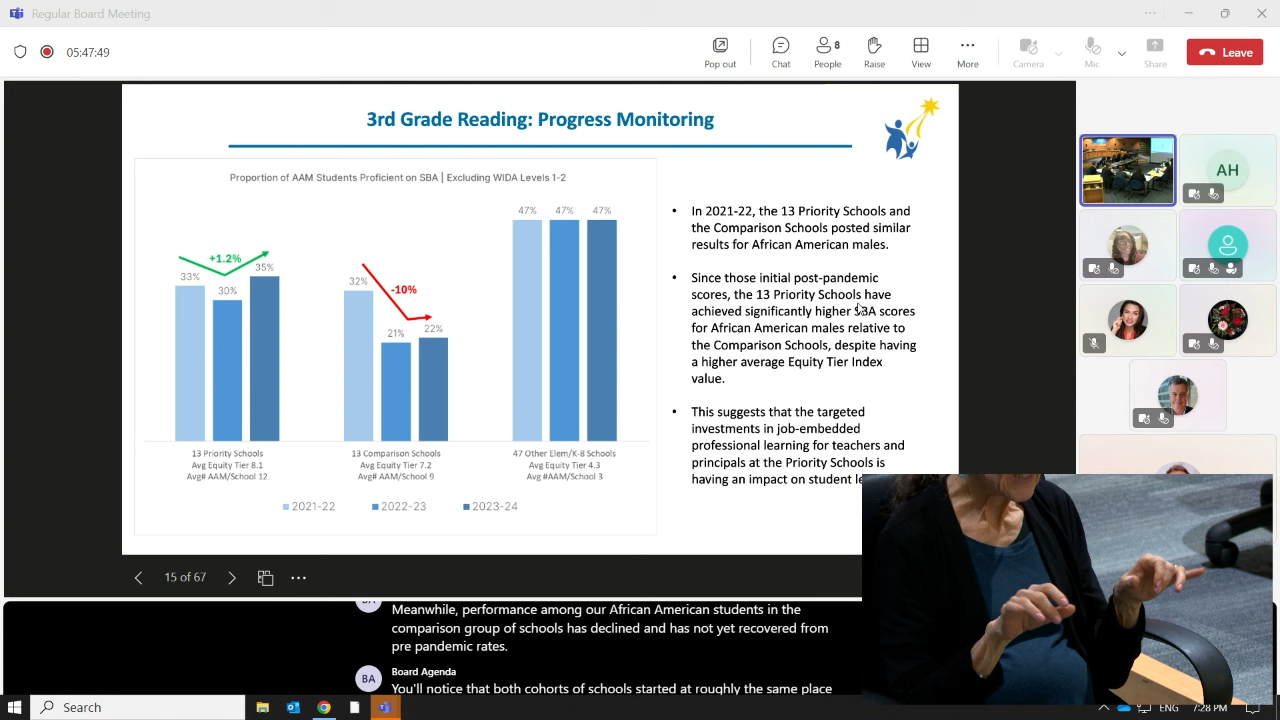 Regular Board Meeting
05:47:49
Pop out
Chat
8
People
Raise
View
More
Camera
Mic
Share
Leave
3rd Grade Reading: Progress Monitoring
Proportion of AAM Students Proficient on SBA | Excluding WIDA Levels 1-2
+1.2%
33%
30%
35%
-10%
32%
21%
22%
47%
47%
47%
13 Priority Schools
Avg Equity Tier 8.1
Avg# AAM/School 12
13 Comparison Schools
Avg Equity Tier 7.2
Avg# AAM/School 9
47 Other Elem/K-8 Schools
Avg Equity Tier 4.3
Avg #AAM/School 3
2021-22
2022-23
2023-24
• In 2021-22, the 13 Priority Schools and
the Comparison Schools posted similar
results for African American males.
• Since those initial post-pandemic
scores, the 13 Priority Schools have
achieved significantly higher SBA scores
for African American males relative to
the Comparison Schools, despite having
a higher average Equity Tier Index
value.
• This suggests that the targeted
investments in job-embedded
professional learning for teachers and
principals at the Priority Schools is
having an impact on student
AH
15 of 67
Meanwhile, performance among our African American students in the
comparison group of schools has declined and has not yet recovered from
pre pandemic rates.
BA
Board Agenda
You'll notice that both cohorts of schools started at roughly the same place
Search
ENG
7:28 PM